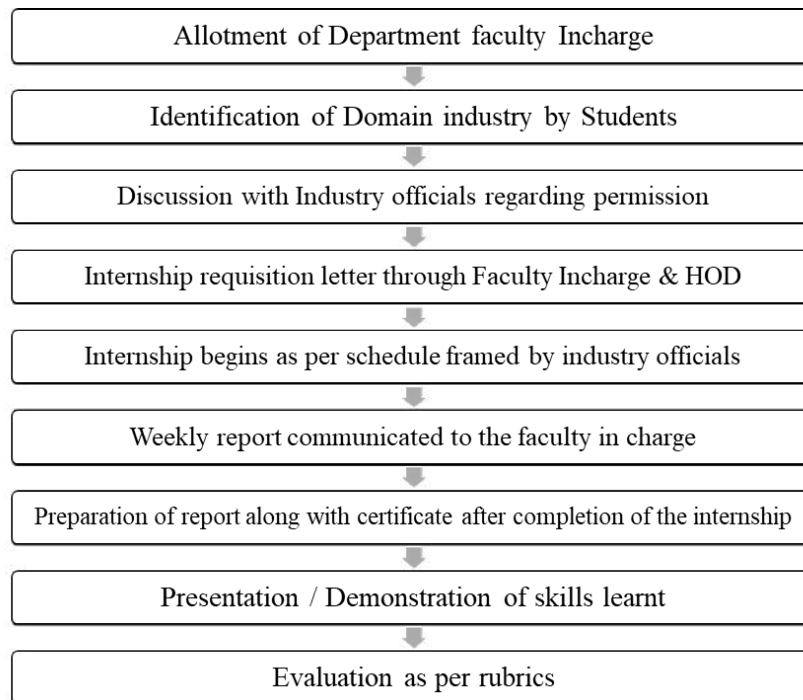 Allotment of Department faculty Incharge
Identification of Domain industry by Students
Discussion with Industry officials regarding permission
Internship requisition letter through Faculty Incharge & HOD
Internship begins as per schedule framed by industry officials
Weekly report communicated to the faculty in charge
Preparation of report along with certificate after completion of the internship
Presentation / Demonstration of skills learnt
Evaluation as per rubrics